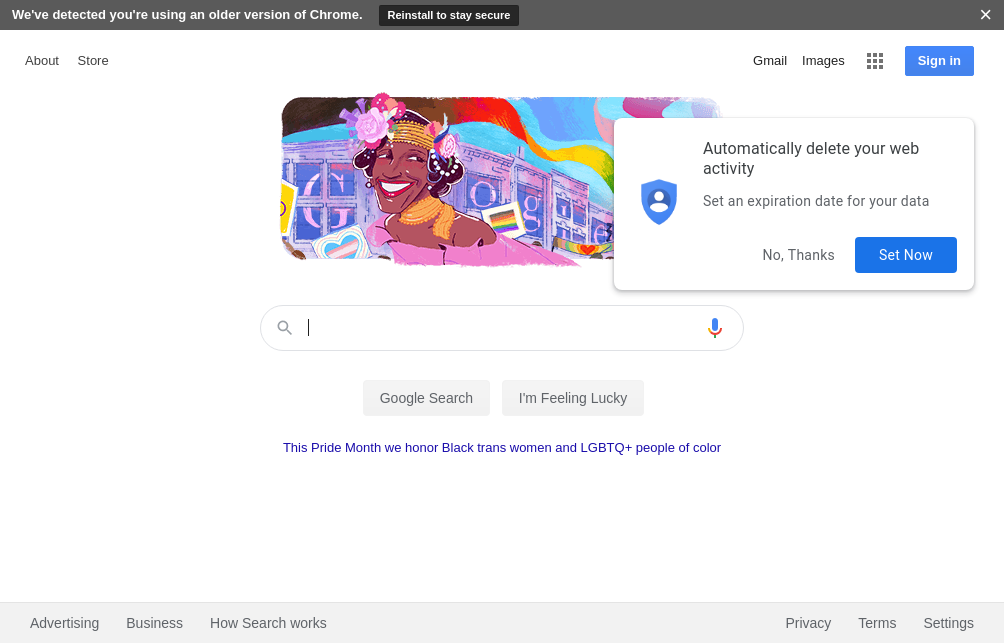 We've detected you're using an older version of Chrome. Reinstall to stay secure ×
About Store
Gmail Images Sign in
Automatically delete your web
activity
Set an expiration date for your data
No, Thanks Set Now
Google
Google Search I'm Feeling Lucky
This Pride Month we honor Black trans women and LGBTQ+ people of color
Advertising Business How Search works
Privacy Terms Settings